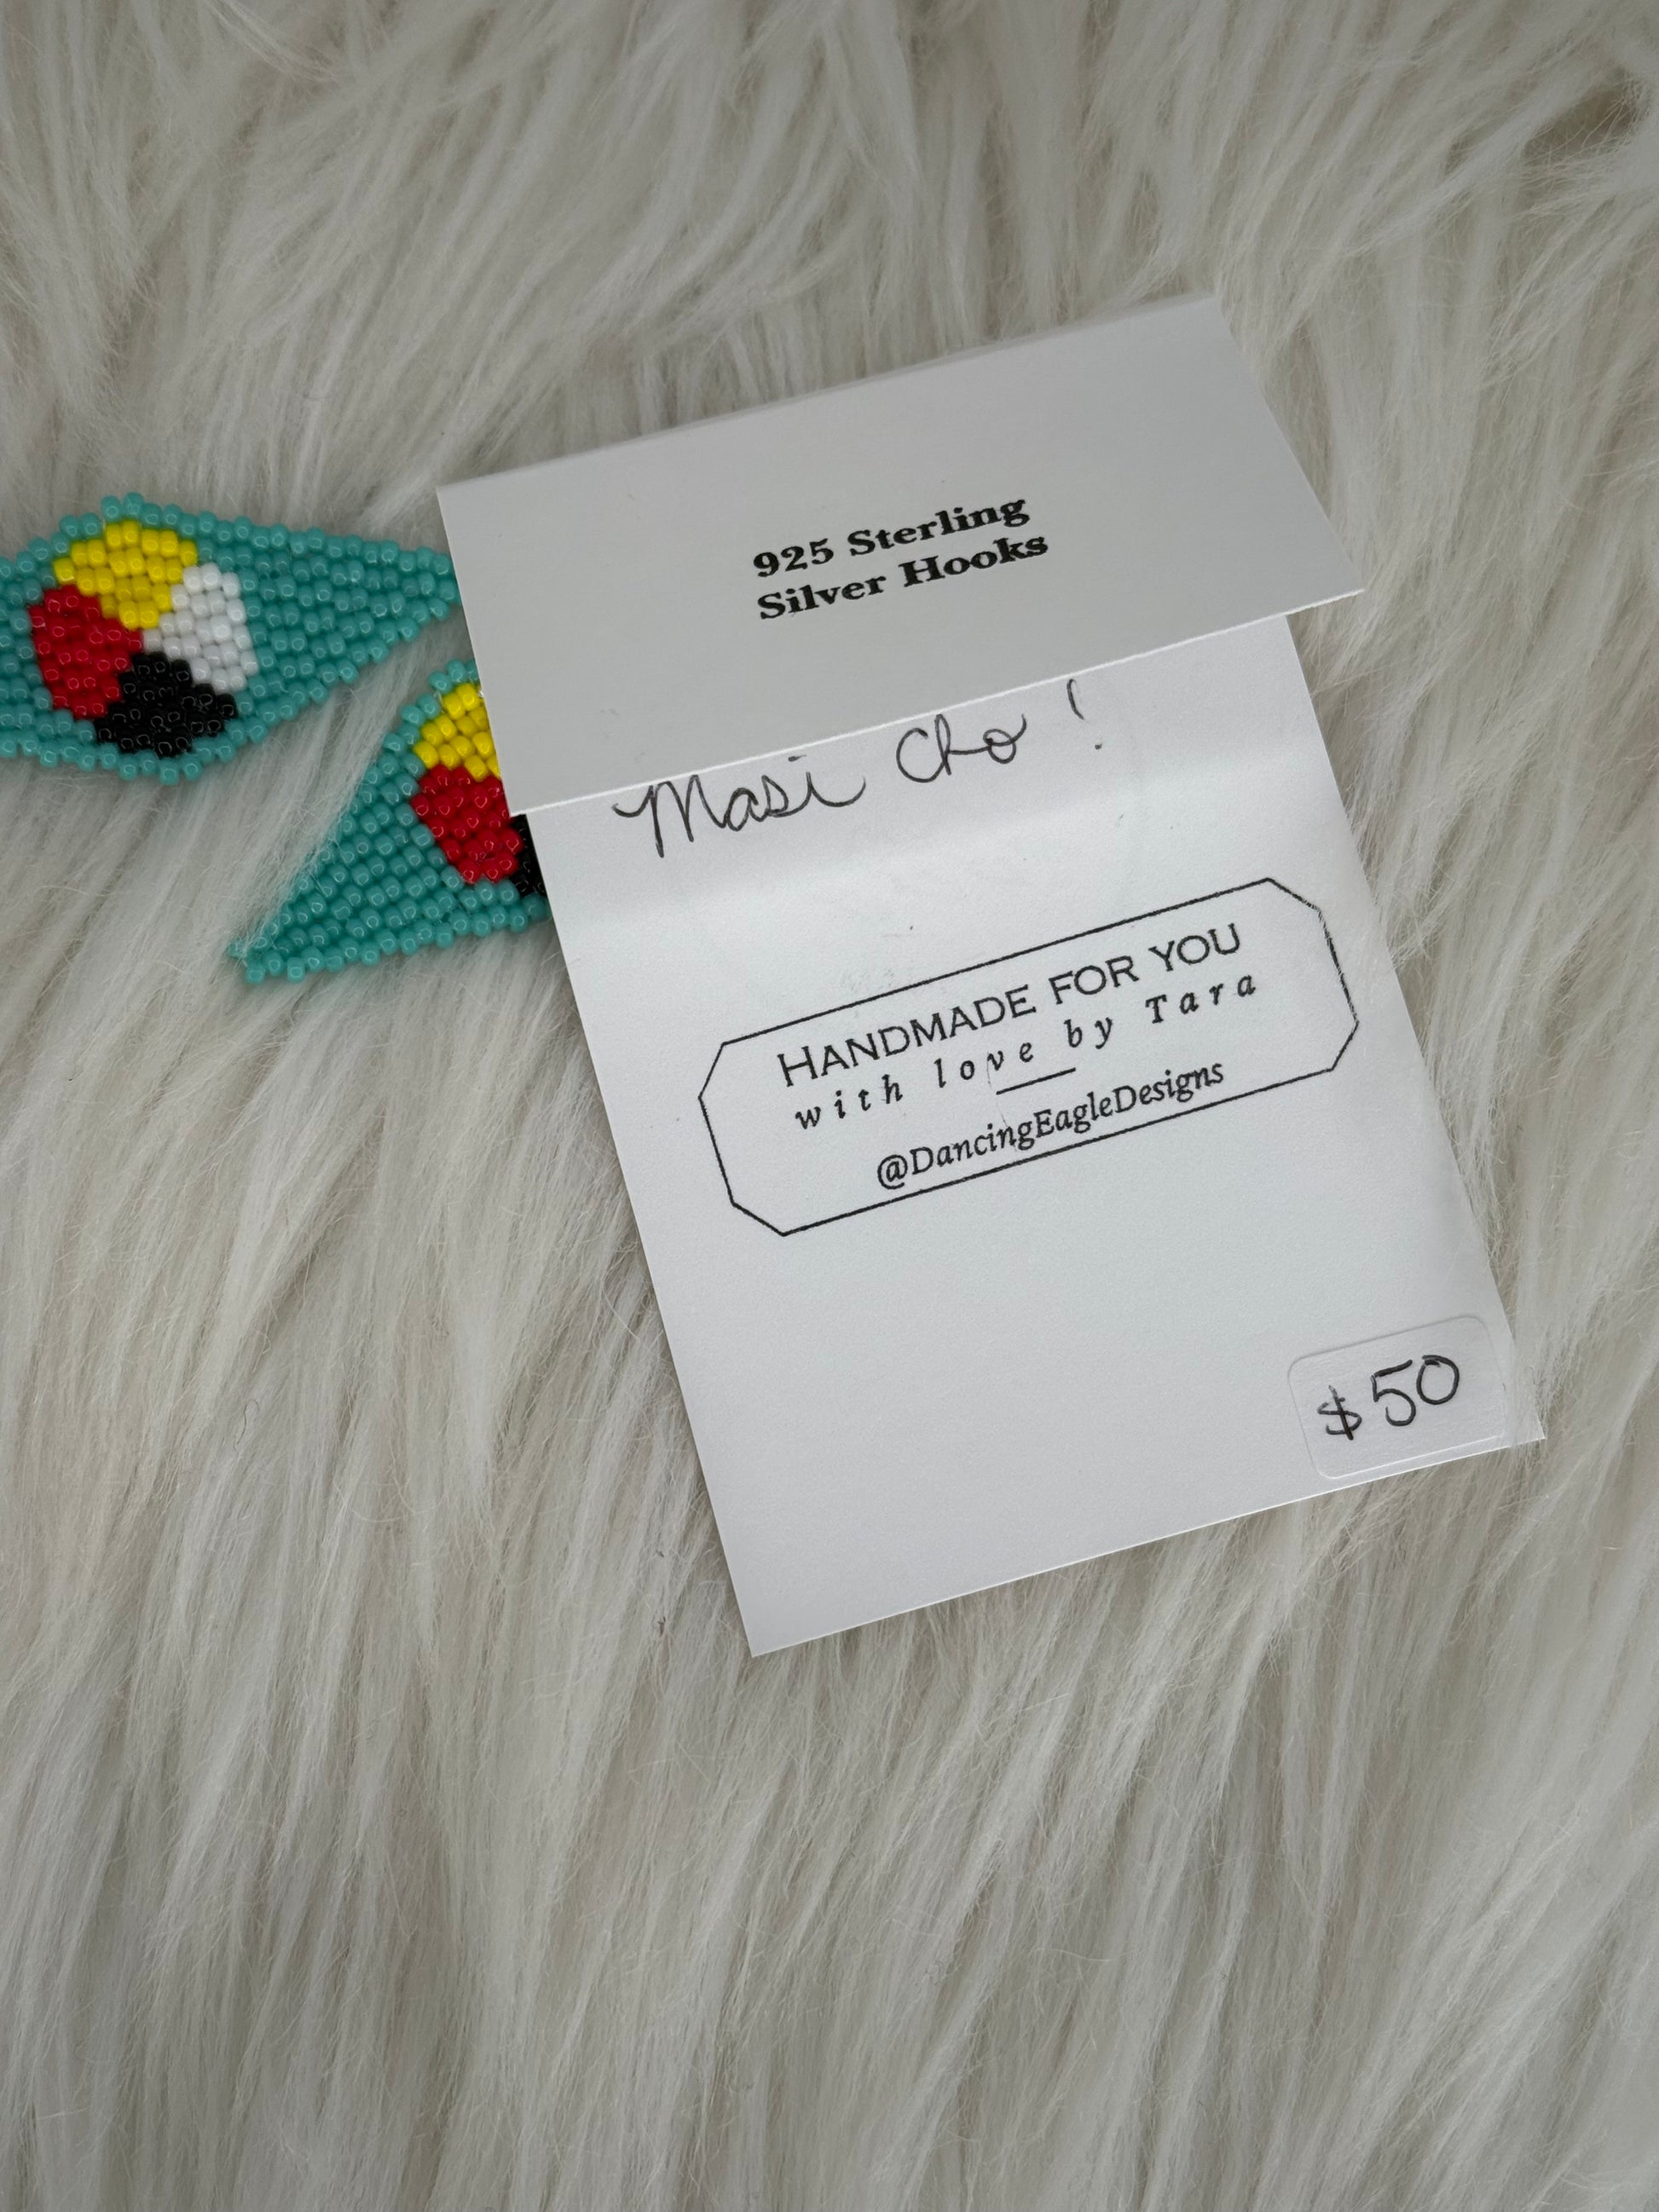 925 Sterling
Silver Hooks
Masi Cho !
HANDMADE FOR YOU
with love by Tara
@DancingEagleDesigns
$50